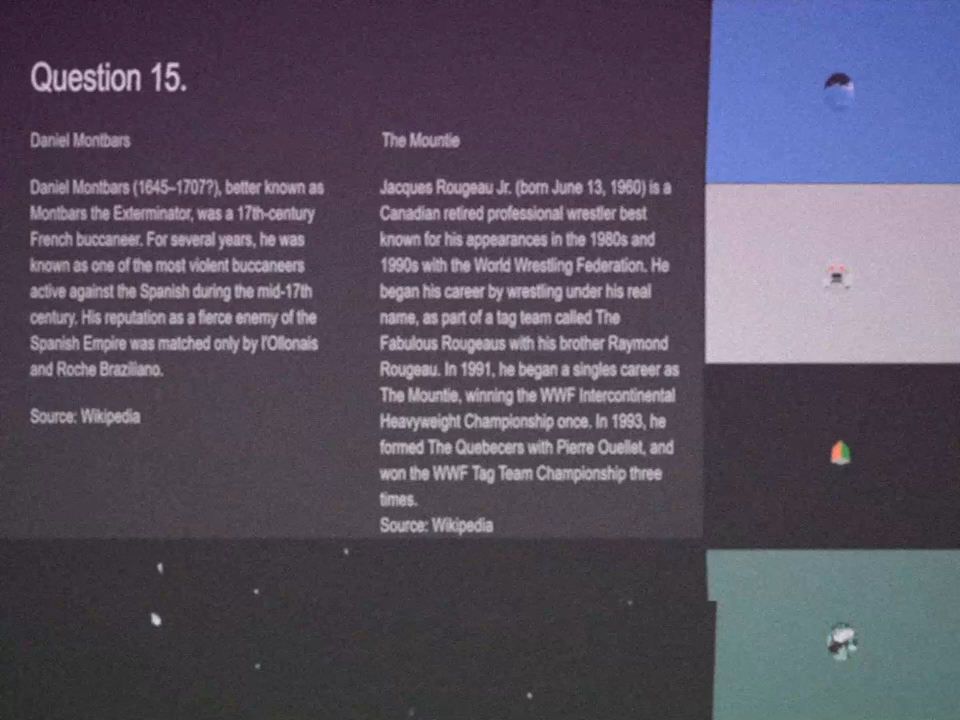 Question 15.
Daniel Montbars
Daniel Montbars (1645–1707?), better known as
Montbars the Exterminator, was a 17th-century
French buccaneer. For several years, he was
known as one of the most violent buccaneers
active against the Spanish during the mid-17th
century. His reputation as a fierce enemy of the
Spanish Empire was matched only by l'Ollonais
and Roche Braziliano.
Source: Wikipedia
The Mountie
Jacques Rougeau Jr. (born June 13, 1960) is a
Canadian retired professional wrestler best
known for his appearances in the 1980s and
1990s with the World Wrestling Federation. He
began his career by wrestling under his real
name, as part of a tag team called The
Fabulous Rougeaus with his brother Raymond
Rougeau. In 1991, he began a singles career as
The Mountie, winning the WWF Intercontinental
Heavyweight Championship once. In 1993, he
formed The Quebecers with Pierre Ouellet, and
won the WWF Tag Team Championship three
times.
Source: Wikipedia